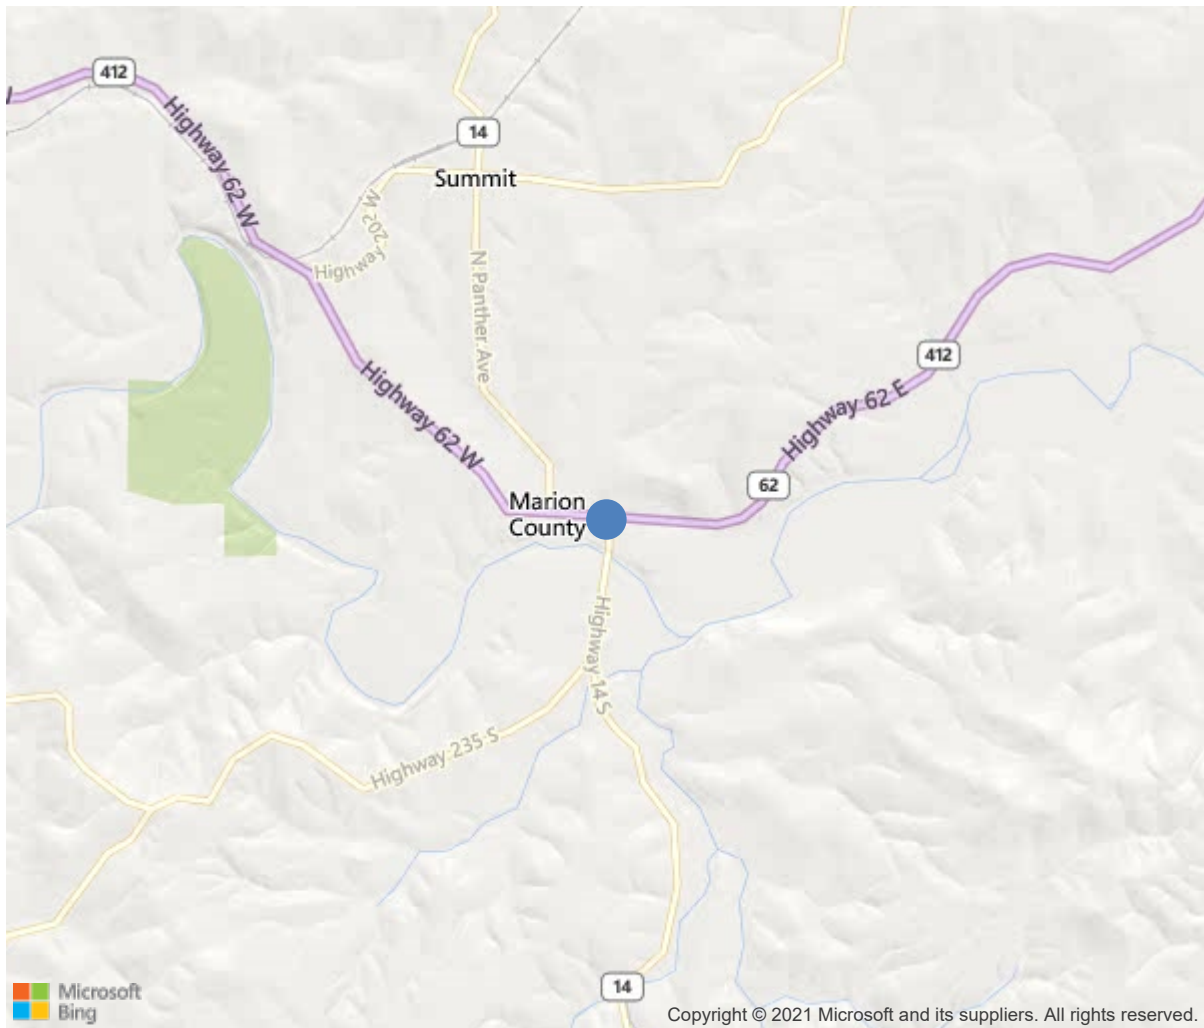 412
Highway 62 W
14
Summit
Highway 202 W
N Panther Ave
412
Highway 62 W
Highway 62 E
62
Marion
County
Highway 14 S
Highway 235 S
14
Microsoft
Bing
Copyright © 2021 Microsoft and its suppliers. All rights reserved.